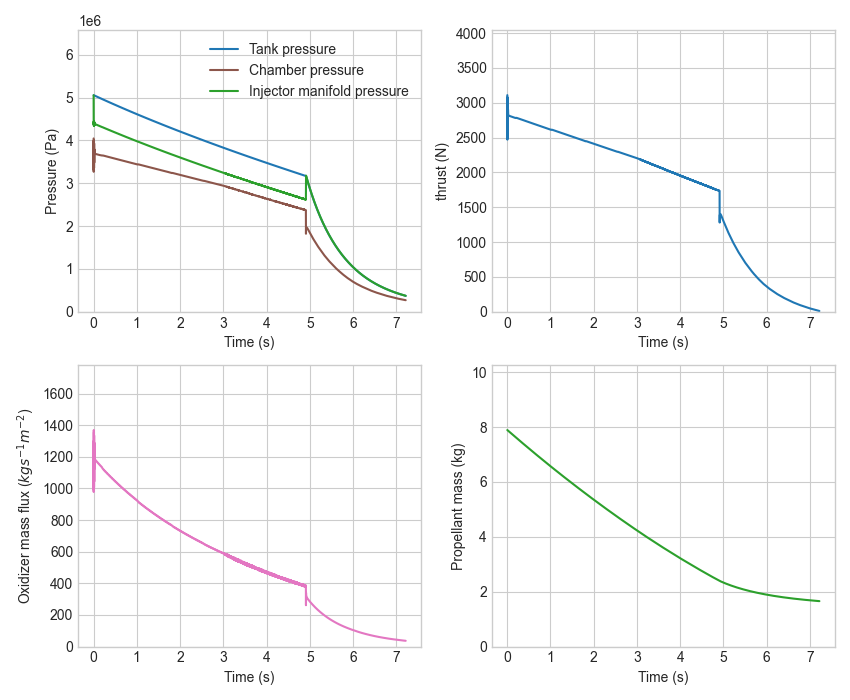 1e6
6
5
4
3
2
1
0
Pressure (Pa)
Tank pressure
Chamber pressure
Injector manifold pressure
0 1 2 3 4 5 6 7
Time (s)
4000
3500
3000
2500
2000
1500
1000
500
0
thrust (N)
0 1 2 3 4 5 6 7
Time (s)
1600
1400
1200
1000
800
600
400
200
0
Oxidizer mass flux (kgs⁻¹m⁻²)
0 1 2 3 4 5 6 7
Time (s)
10
8
6
4
2
0
Propellant mass (kg)
0 1 2 3 4 5 6 7
Time (s)